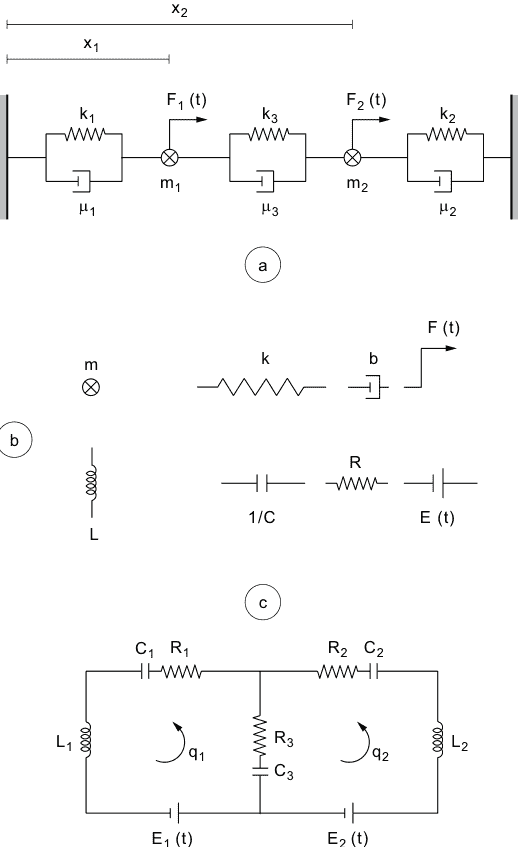 x2
x1
F1 (t)
F2 (t)
k1
k3
k2
m1
m2
μ1
μ3
μ2
a
F (t)
m
k
b
b
R
L
1/C
E (t)
c
C1
R1
R2
C2
L1
q1
R3
C3
q2
L2
E1 (t)
E2 (t)